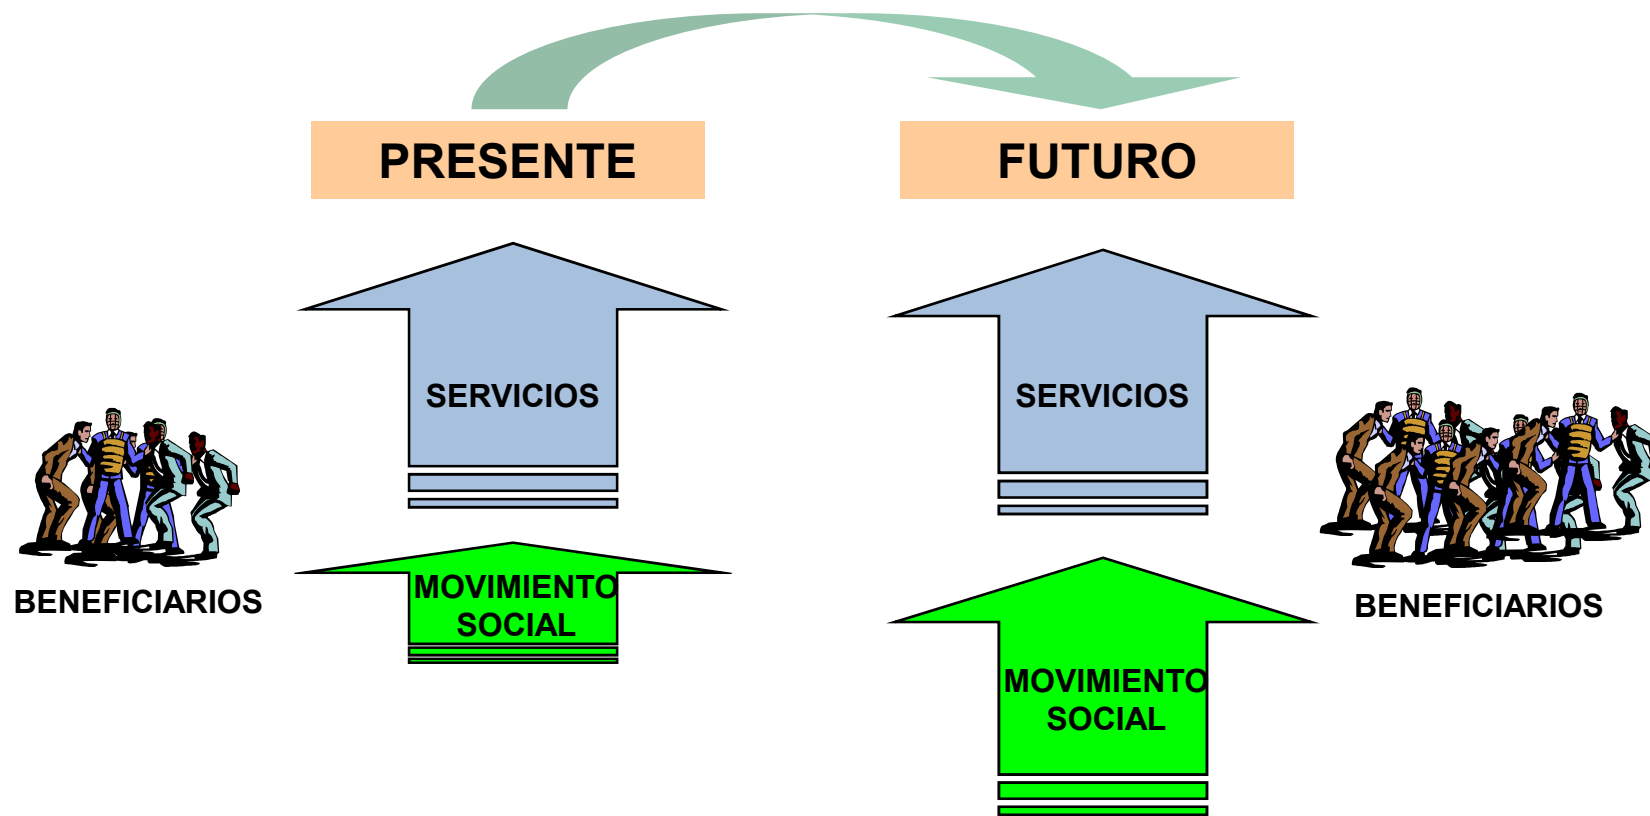 PRESENTE
FUTURO
SERVICIOS
SERVICIOS
BENEFICIARIOS
MOVIMIENTO
SOCIAL
MOVIMIENTO
SOCIAL
BENEFICIARIOS